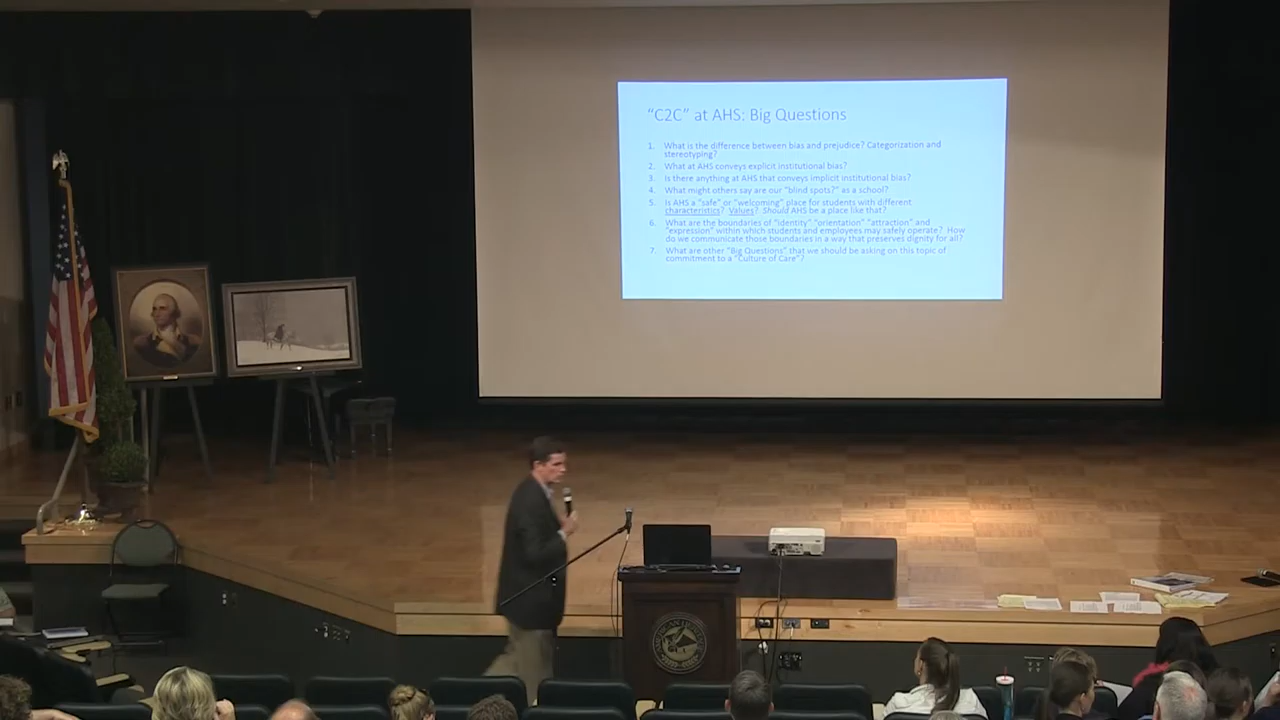 "C2C" at AHS: Big Questions
1. What is the difference between bias and prejudice? Categorization and
stereotyping?
2. What at AHS conveys explicit institutional bias?
3. Is there anything at AHS that conveys implicit institutional bias?
4. What might others say are our "blind spots?" as a school?
5. Is AHS a "safe" or "welcoming" place for students with different
characteristics? Values? Should AHS be a place like that?
6. What are the boundaries of "identity" "orientation" "attraction" and
"expression" within which students and employees may safely operate? How
do we communicate those boundaries in a way that preserves dignity for all?
7. What are other "Big Questions" that we should be asking on this topic of
commitment to a "Culture of Care"?